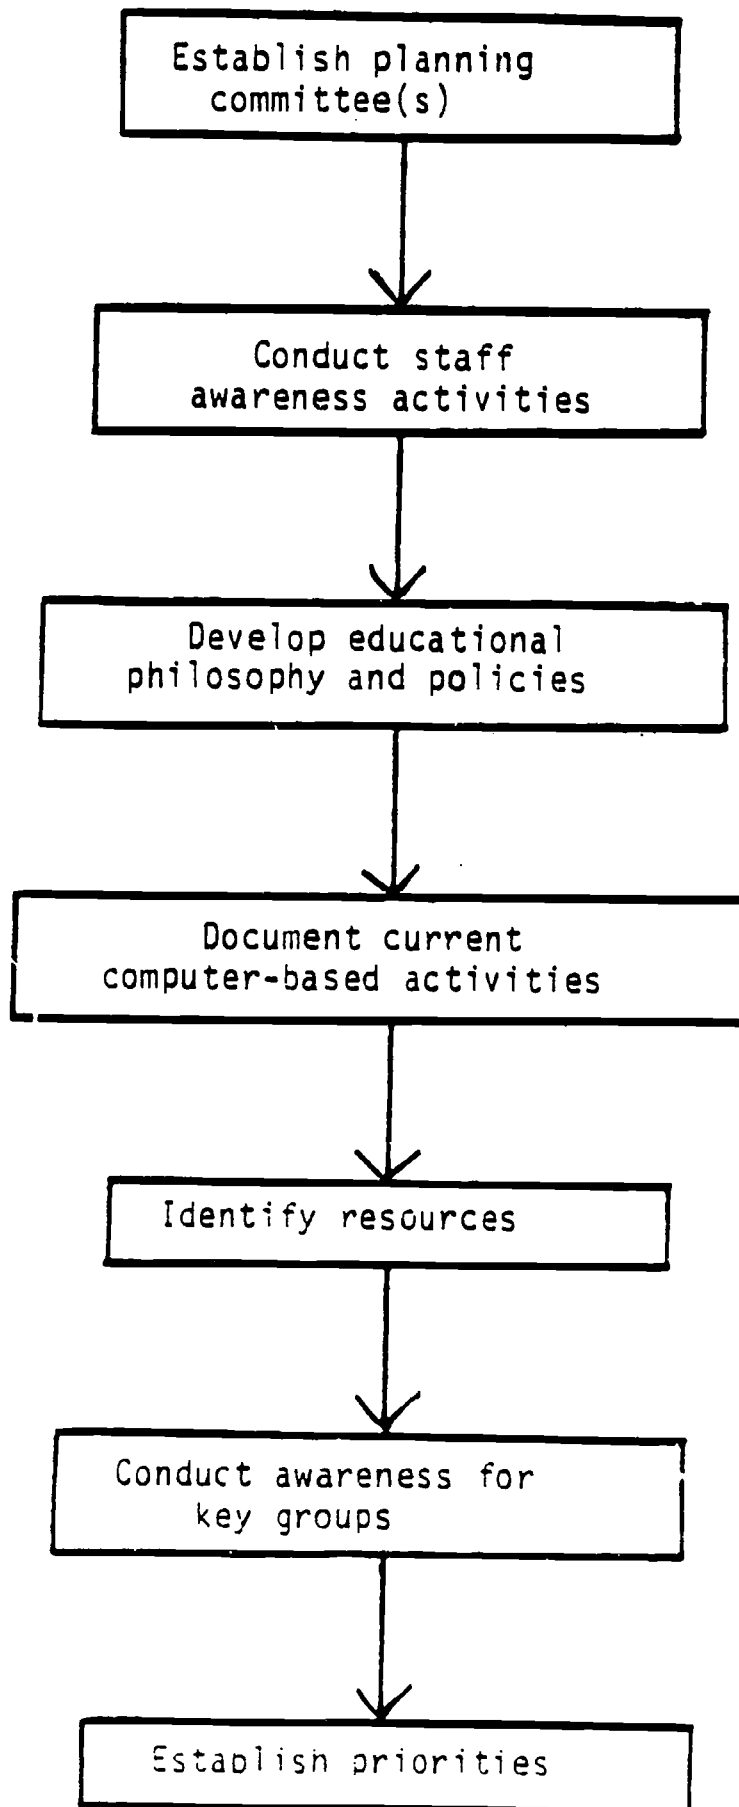 Establish planning
committee(s)
Conduct staff
awareness activities
Develop educational
philosophy and policies
Document current
computer-based activities
Identify resources
Conduct awareness for
key groups
Establish priorities